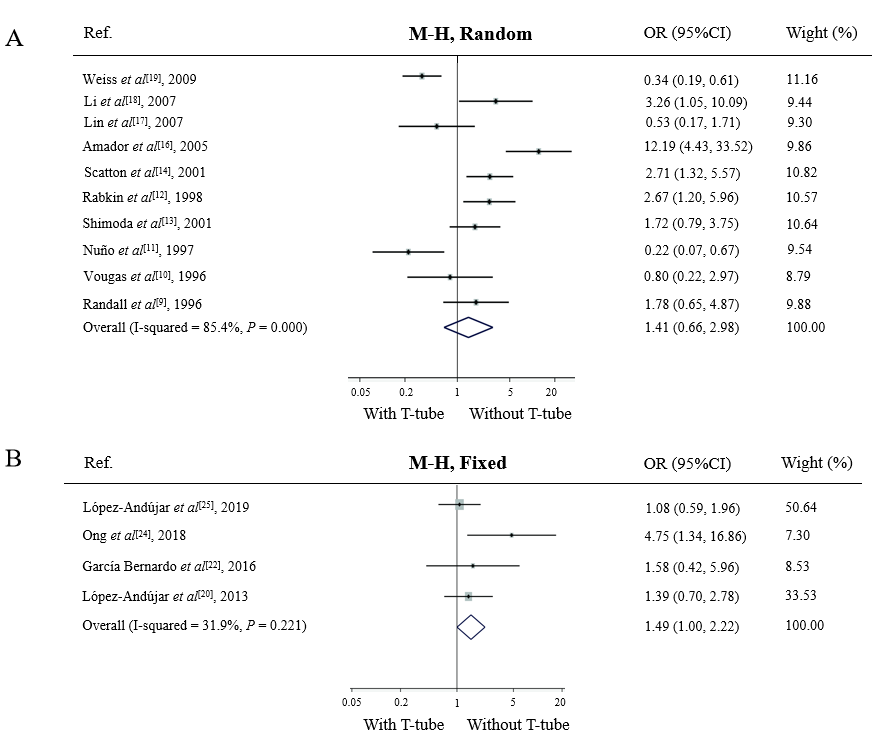 A
Ref. M-H, Random OR (95%CI) Wight (%)
Weiss et al[19], 2009 0.34 (0.19, 0.61) 11.16
Li et al[18], 2007 3.26 (1.05, 10.09) 9.44
Lin et al[17], 2007 0.53 (0.17, 1.71) 9.30
Amador et al[16], 2005 12.19 (4.43, 33.52) 9.86
Scatton et al[14], 2001 2.71 (1.32, 5.57) 10.82
Rabkin et al[12], 1998 2.67 (1.20, 5.96) 10.57
Shimoda et al[13], 2001 1.72 (0.79, 3.75) 10.64
Nuño et al[11], 1997 0.22 (0.07, 0.67) 9.54
Vougas et al[10], 1996 0.80 (0.22, 2.97) 8.79
Randall et al[9], 1996 1.78 (0.65, 4.87) 9.88
Overall (I-squared = 85.4%, P = 0.000) 1.41 (0.66, 2.98) 100.00
0.05 0.2 1 5 20
With T-tube Without T-tube
B
Ref. M-H, Fixed OR (95%CI) Wight (%)
López-Andújar et al[25], 2019 1.08 (0.59, 1.96) 50.64
Ong et al[24], 2018 4.75 (1.34, 16.86) 7.30
García Bernardo et al[22], 2016 1.58 (0.42, 5.96) 8.53
López-Andújar et al[20], 2013 1.39 (0.70, 2.78) 33.53
Overall (I-squared = 31.9%, P = 0.221) 1.49 (1.00, 2.22) 100.00
0.05 0.2 1 5 20
With T-tube Without T-tube